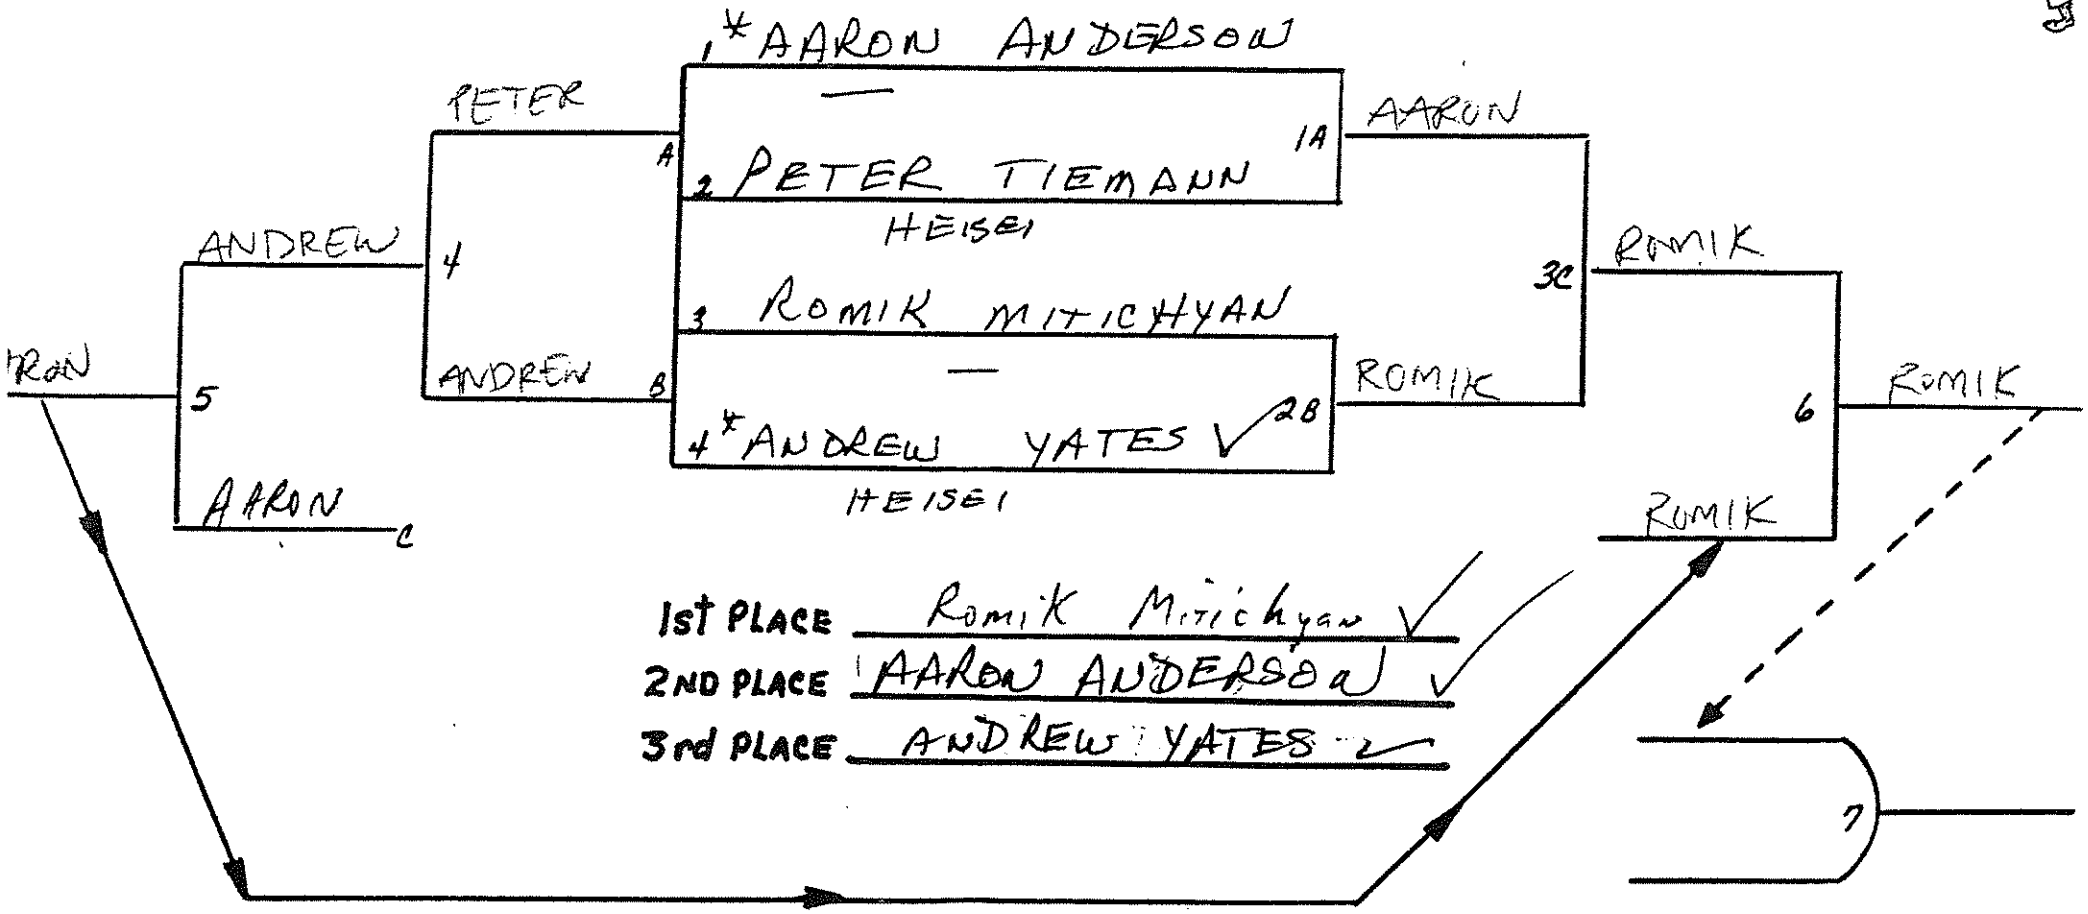 1 * AARON ANDERSON
PETER
AARON
A
1A
2 PETER TIEMANN
HEISEI
ANDREW
4
ROMIK
3C
3 ROMIK MITICHYAN
RON
ANDREW
B
ROMIK
ROMIK
5
2B
6
4 * ANDREW YATES ✓
HEISEI
AARON
C
ROMIK
1st PLACE Romik Mitichyan ✓
2ND PLACE AARON ANDERSON ✓
3rd PLACE ANDREW YATES ✓
7